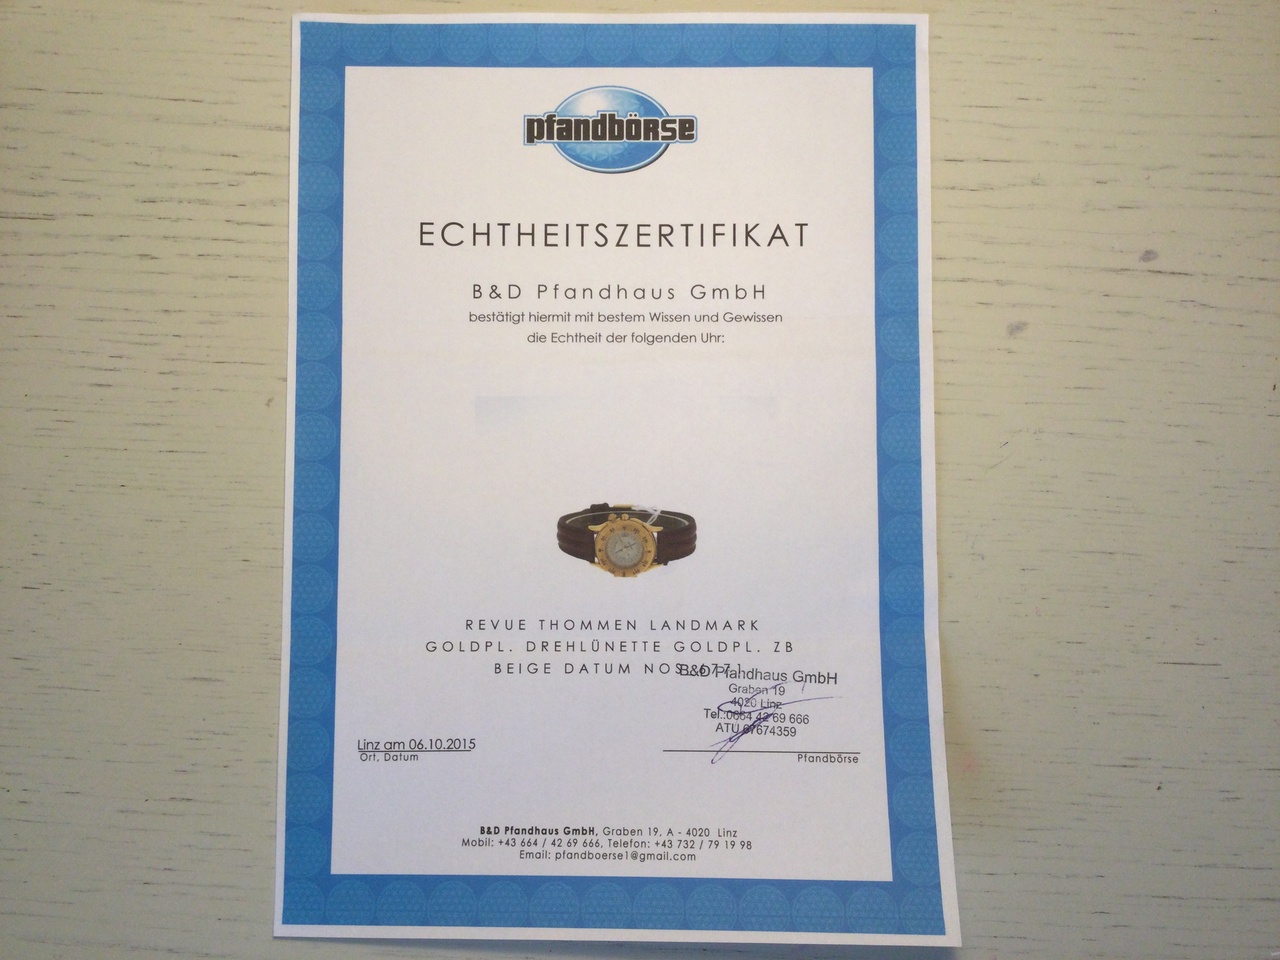 pfandbörse
ECHTHEITSZERTIFIKAT
B&D Pfandhaus GmbH
bestätigt hiermit mit bestem Wissen und Gewissen
die Echtheit der folgenden Uhr:
REVUE THOMMEN LANDMARK
GOLDPL. DREHLÜNETTE GOLDPL. ZB
BEIGE DATUM
B&D Pfandhaus GmbH
Graben 19
4020 Linz
Tel.:0664 42 69 666
ATU 67674359
Linz am 06.10.2015
Ort, Datum
Pfandbörse
B&D Pfandhaus GmbH, Graben 19, A - 4020 Linz
Mobil: +43 664 / 42 69 666, Telefon: +43 732 / 79 19 98
Email: pfandboerse1@gmail.com